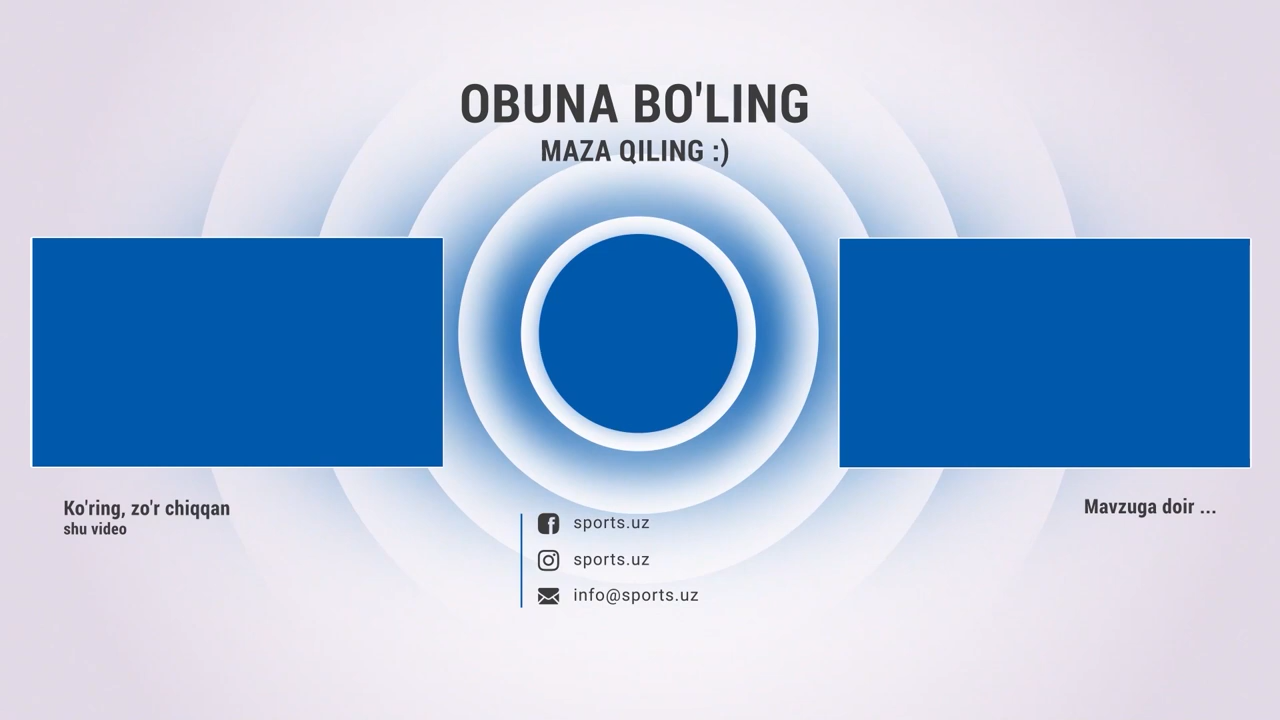 OBUNA BO'LING
MAZA QILING :)
Ko'ring, zo'r chiqqan
shu video
Mavzuga doir ...
sports.uz
sports.uz
info@sports.uz